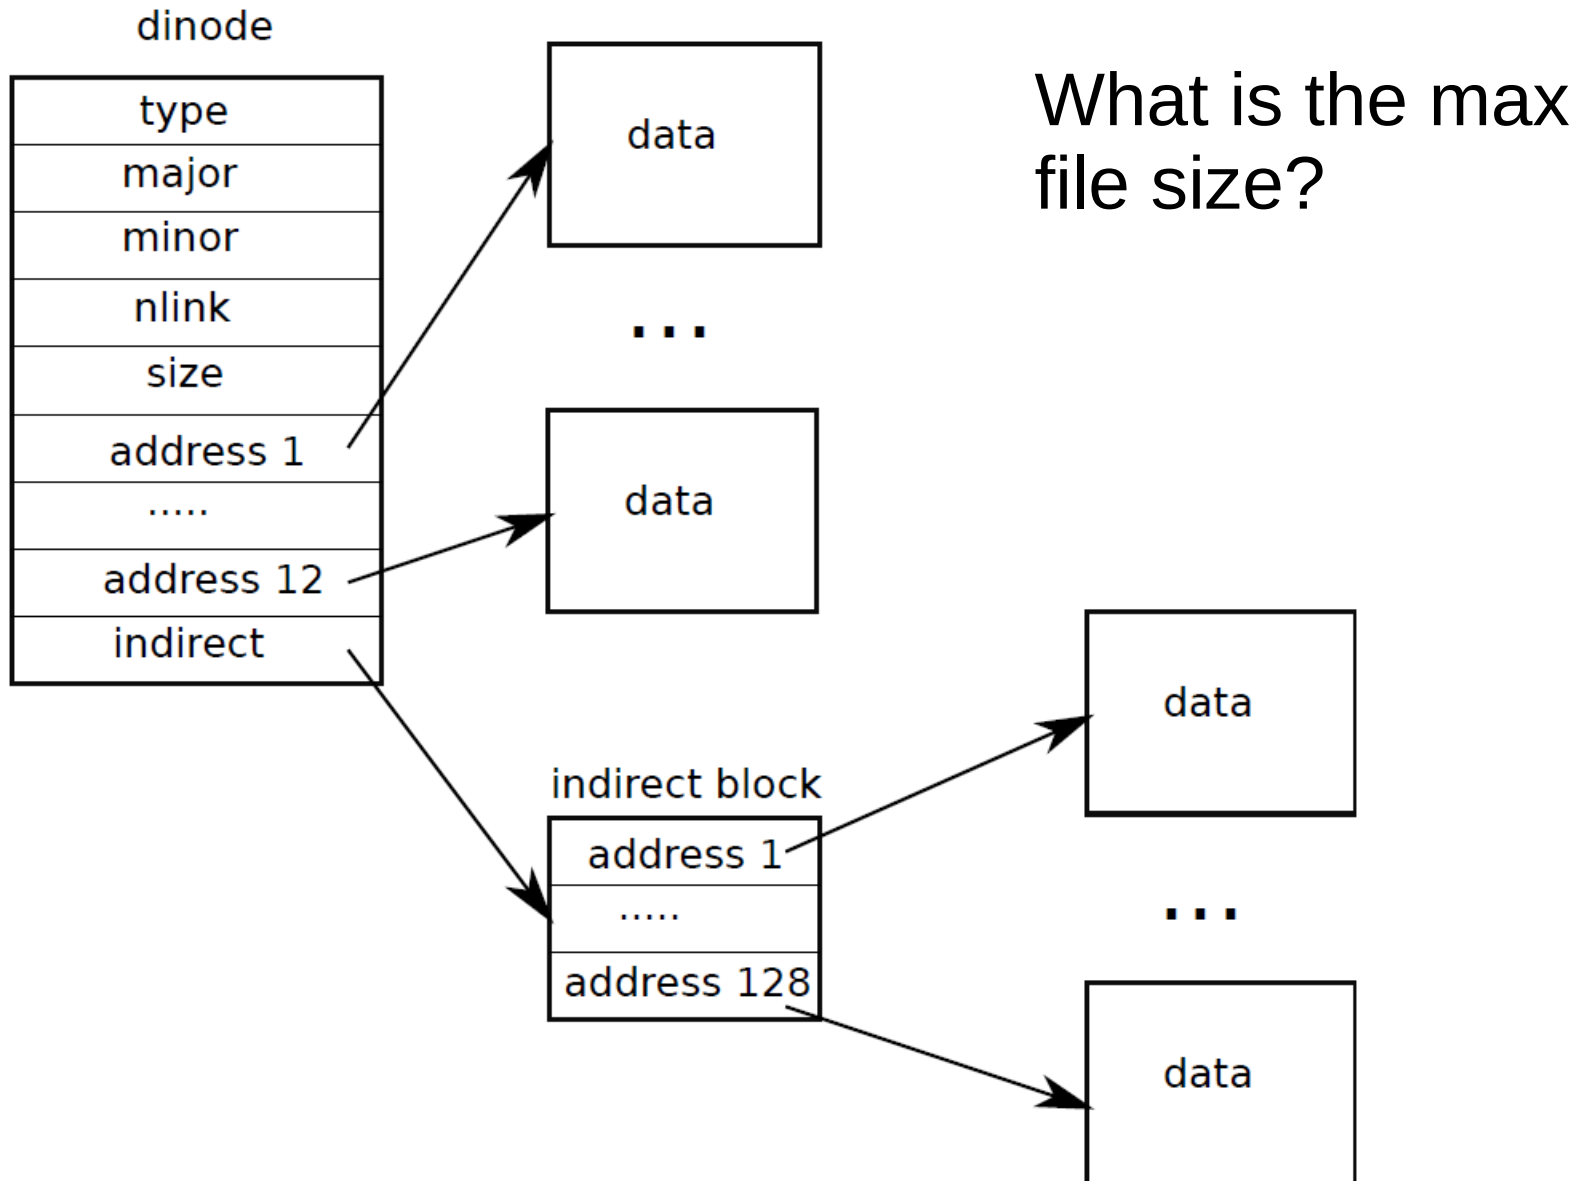 dinode
type
major
minor
nlink
size
address 1
.....
address 12
indirect
data
...
data
What is the max
file size?
indirect block
address 1
.....
address 128
data
...
data